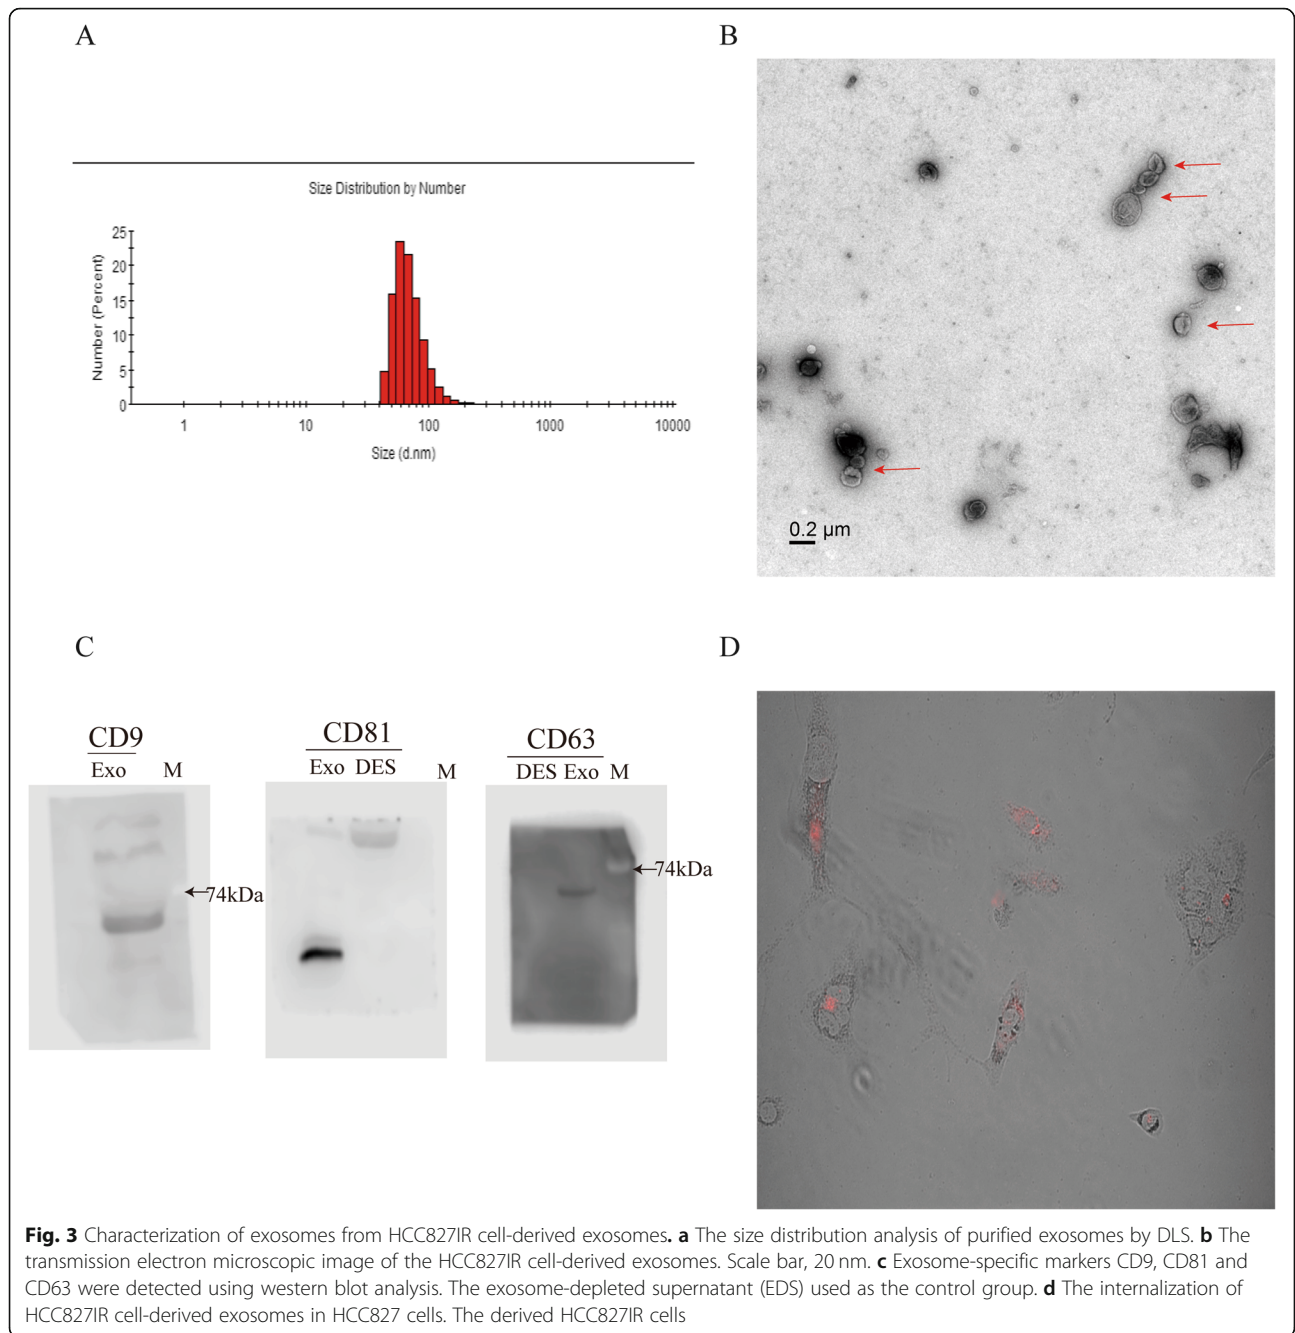 A
B
Size Distribution by Number
25
20
15
10
5
0
Number (Percent)
1 10 100 1000 10000
Size (d.nm)
0.2 µm
C
D
CD9
Exo M
74kDa
CD81
Exo DES M
CD63
DES Exo M
74kDa
Fig. 3 Characterization of exosomes from HCC827IR cell-derived exosomes. a The size distribution analysis of purified exosomes by DLS. b The
transmission electron microscopic image of the HCC827IR cell-derived exosomes. Scale bar, 20 nm. c Exosome-specific markers CD9, CD81 and
CD63 were detected using western blot analysis. The exosome-depleted supernatant (EDS) used as the control group. d The internalization of
HCC827IR cell-derived exosomes in HCC827 cells. The derived HCC827IR cells